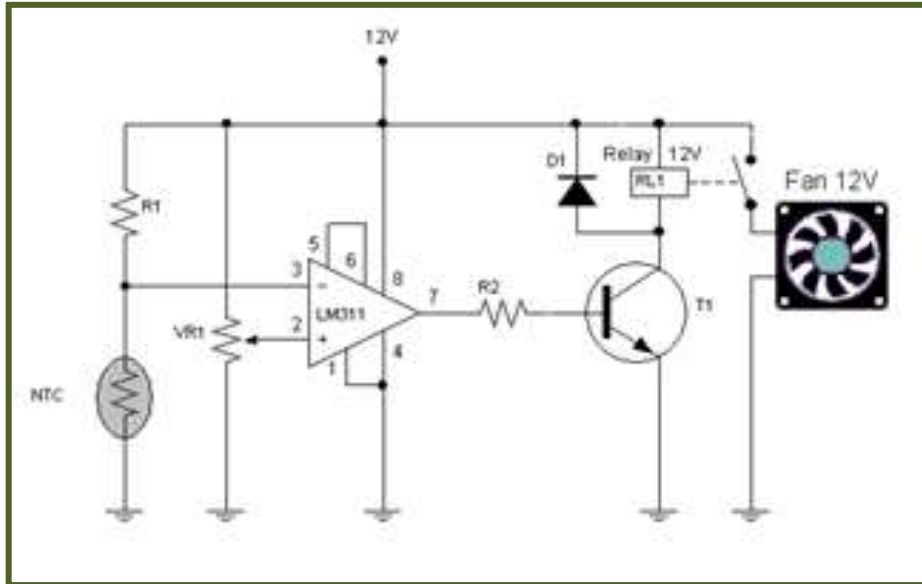 12V
D1
Relay 12V
RL1
Fan 12V
R1
5
6
3
-
8
LM311
7
R2
T1
VR1
2
+
4
1
NTC